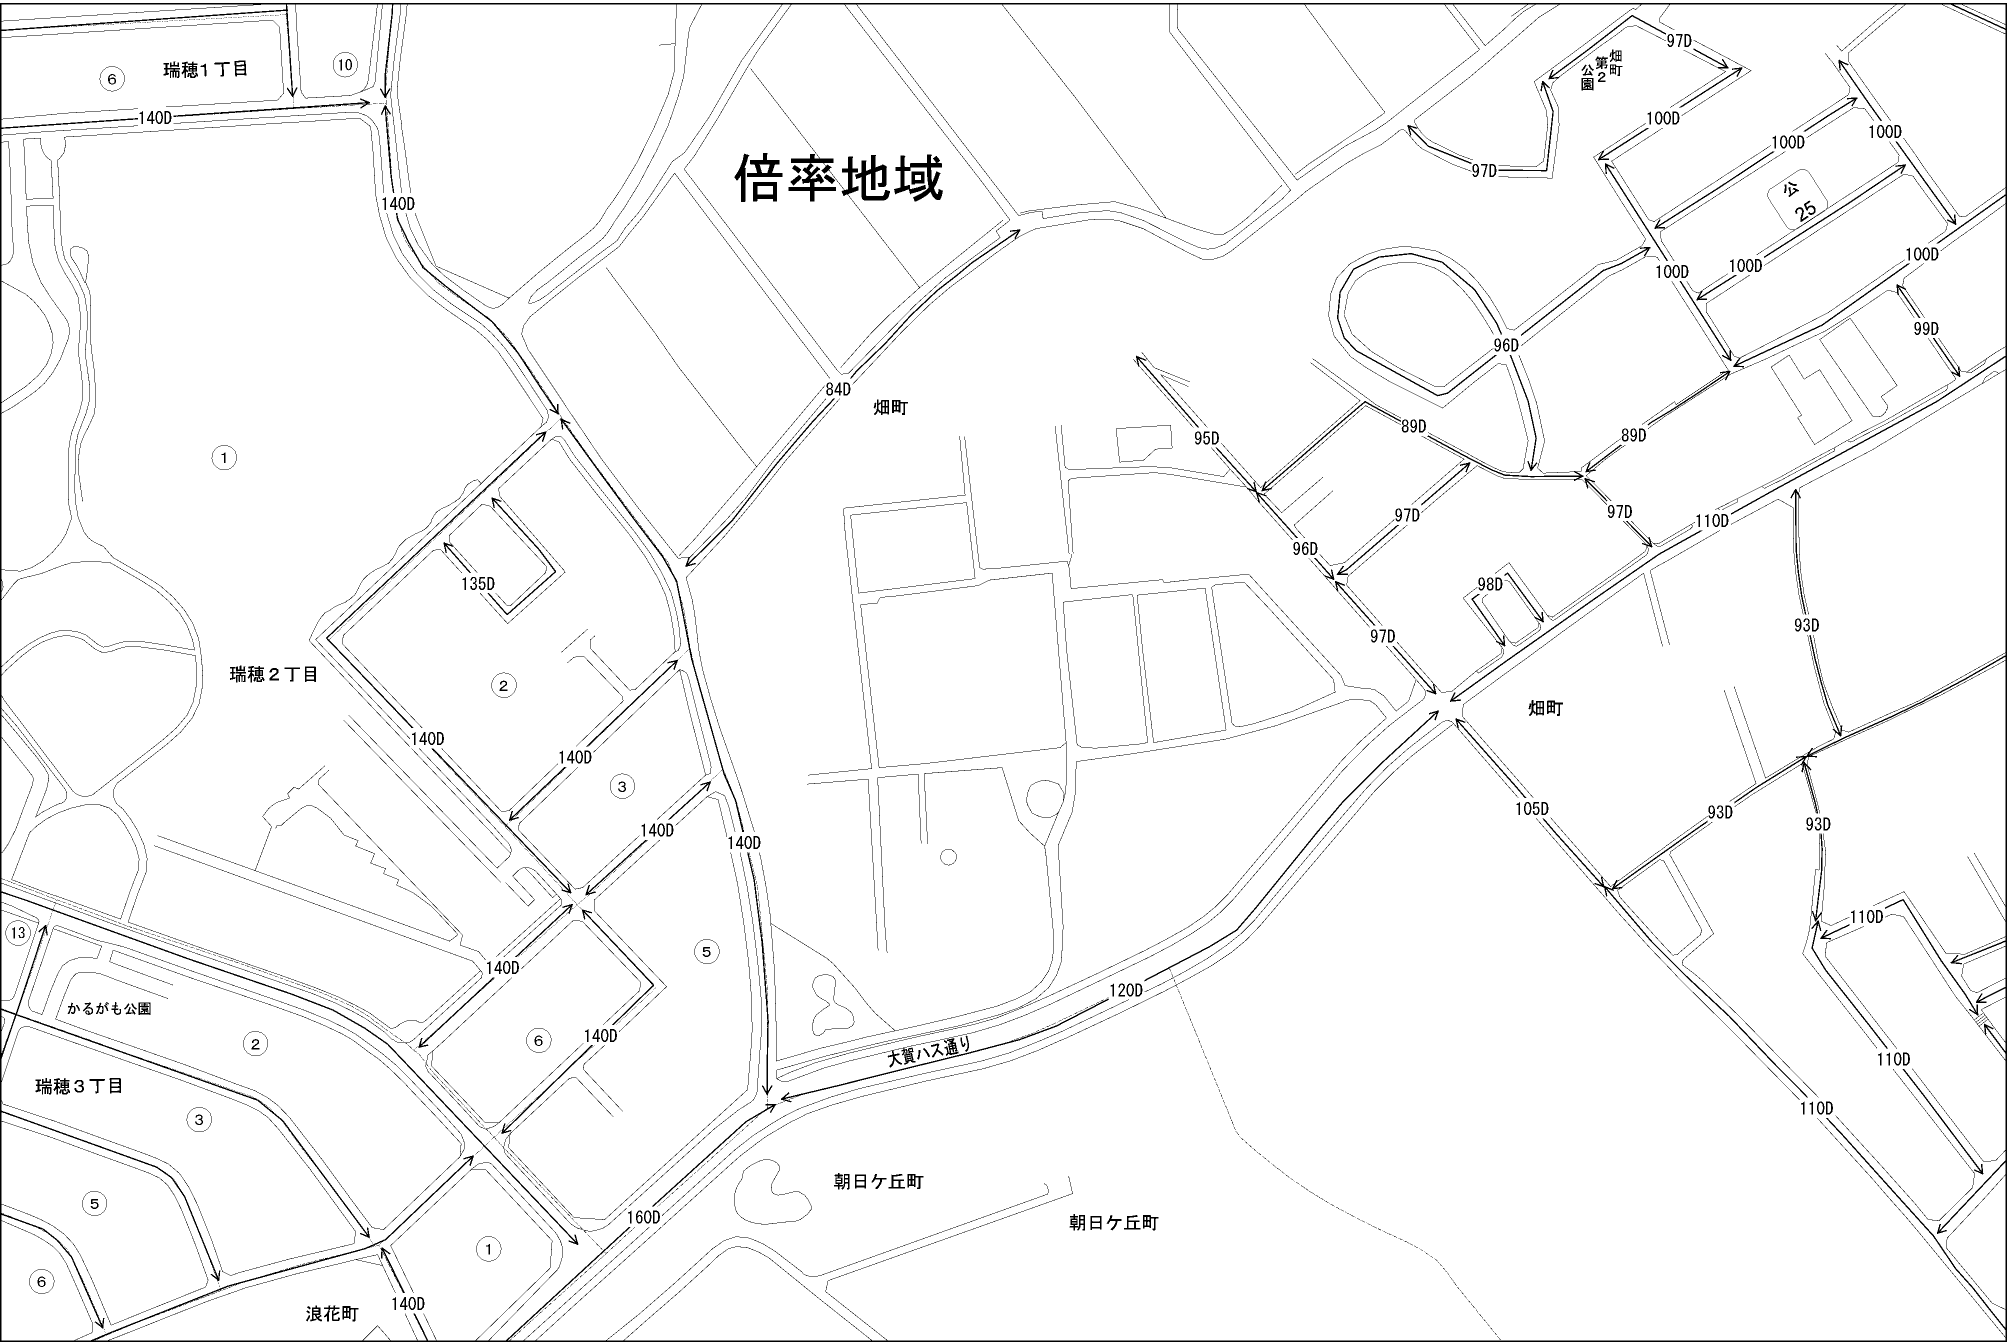 97D
畑町
第2
公園
⑥
瑞穂1丁目
⑩
140D
100D
100D
100D
97D
倍率地域
公
25
140D
100D
100D
100D
99D
96D
84D
畑町
89D
89D
95D
①
97D
97D
110D
96D
135D
98D
93D
97D
瑞穂2丁目
②
畑町
140D
140D
③
105D
93D
93D
140D
140D
110D
⑬
⑤
140D
120D
かるがも公園
140D
⑥
②
大賀ハス通り
110D
瑞穂3丁目
110D
③
朝日ケ丘町
⑤
160D
朝日ケ丘町
①
⑥
140D
浪花町